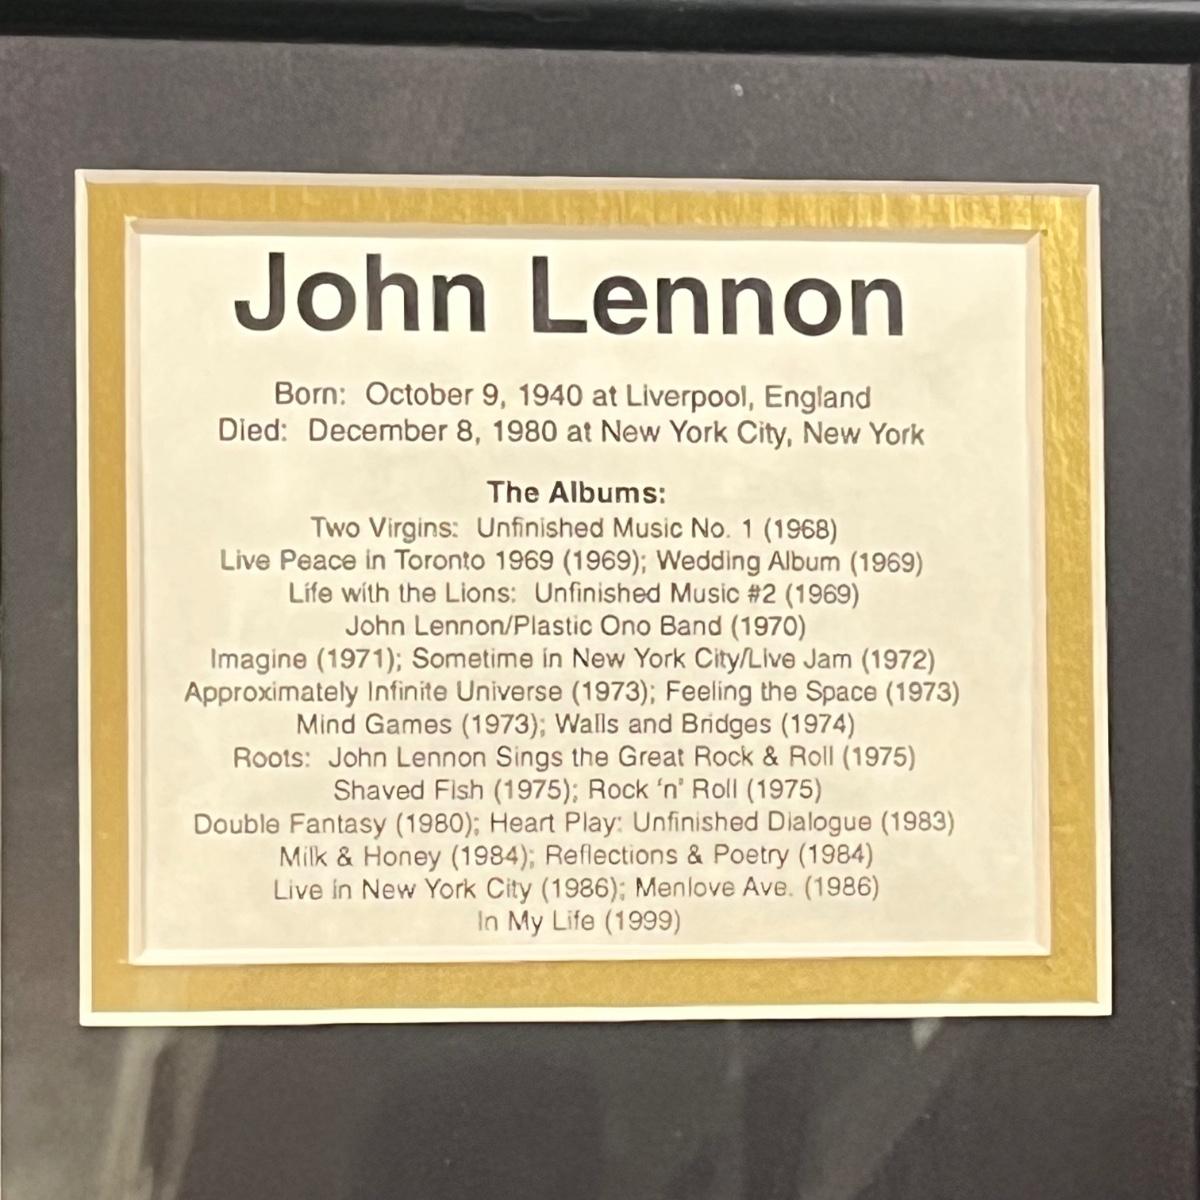 John Lennon
Born: October 9, 1940 at Liverpool, England
Died: December 8, 1980 at New York City, New York
The Albums:
Two Virgins: Unfinished Music No. 1 (1968)
Live Peace in Toronto 1969 (1969); Wedding Album (1969)
Life with the Lions: Unfinished Music #2 (1969)
John Lennon/Plastic Ono Band (1970)
Imagine (1971); Sometime in New York City/Live Jam (1972)
Approximately Infinite Universe (1973); Feeling the Space (1973)
Mind Games (1973); Walls and Bridges (1974)
Roots: John Lennon Sings the Great Rock & Roll (1975)
Shaved Fish (1975); Rock 'n' Roll (1975)
Double Fantasy (1980); Heart Play: Unfinished Dialogue (1983)
Milk & Honey (1984); Reflections & Poetry (1984)
Live in New York City (1986); Menlove Ave. (1986)
In My Life (1999)